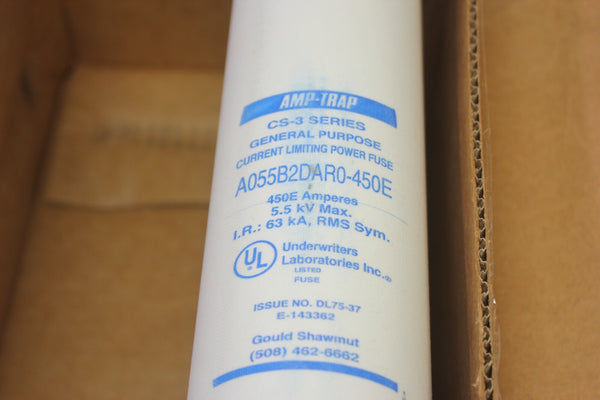 AMP-TRAP
CS-3 SERIES
GENERAL PURPOSE
CURRENT LIMITING POWER FUSE
A055B2DAR0-450E
450E Amperes
5.5 kV Max.
I.R.: 63 kA, RMS Sym.
UL
Underwriters
Laboratories Inc.®
LISTED
FUSE
ISSUE NO. DL75-37
E-143362
Gould Shawmut
(508) 462-6662